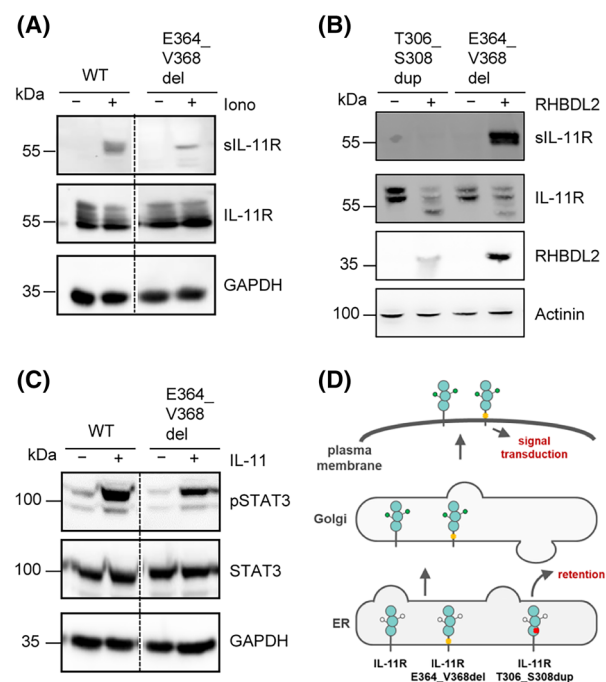 (A)
E364_
V368
del
WT
kDa
− + − + Iono
55 sIL-11R
55 IL-11R
35 GAPDH
(B)
T306_
S308
dup
E364_
V368
del
kDa − + − + RHBDL2
55 sIL-11R
55 IL-11R
35 RHBDL2
100 Actinin
(C)
E364_
V368
del
WT
kDa − + − + IL-11
100 pSTAT3
100 STAT3
35 GAPDH
(D)
plasma
membrane
signal
transduction
Golgi
retention
ER
IL-11R
IL-11R
E364_V368del
IL-11R
T306_S308dup